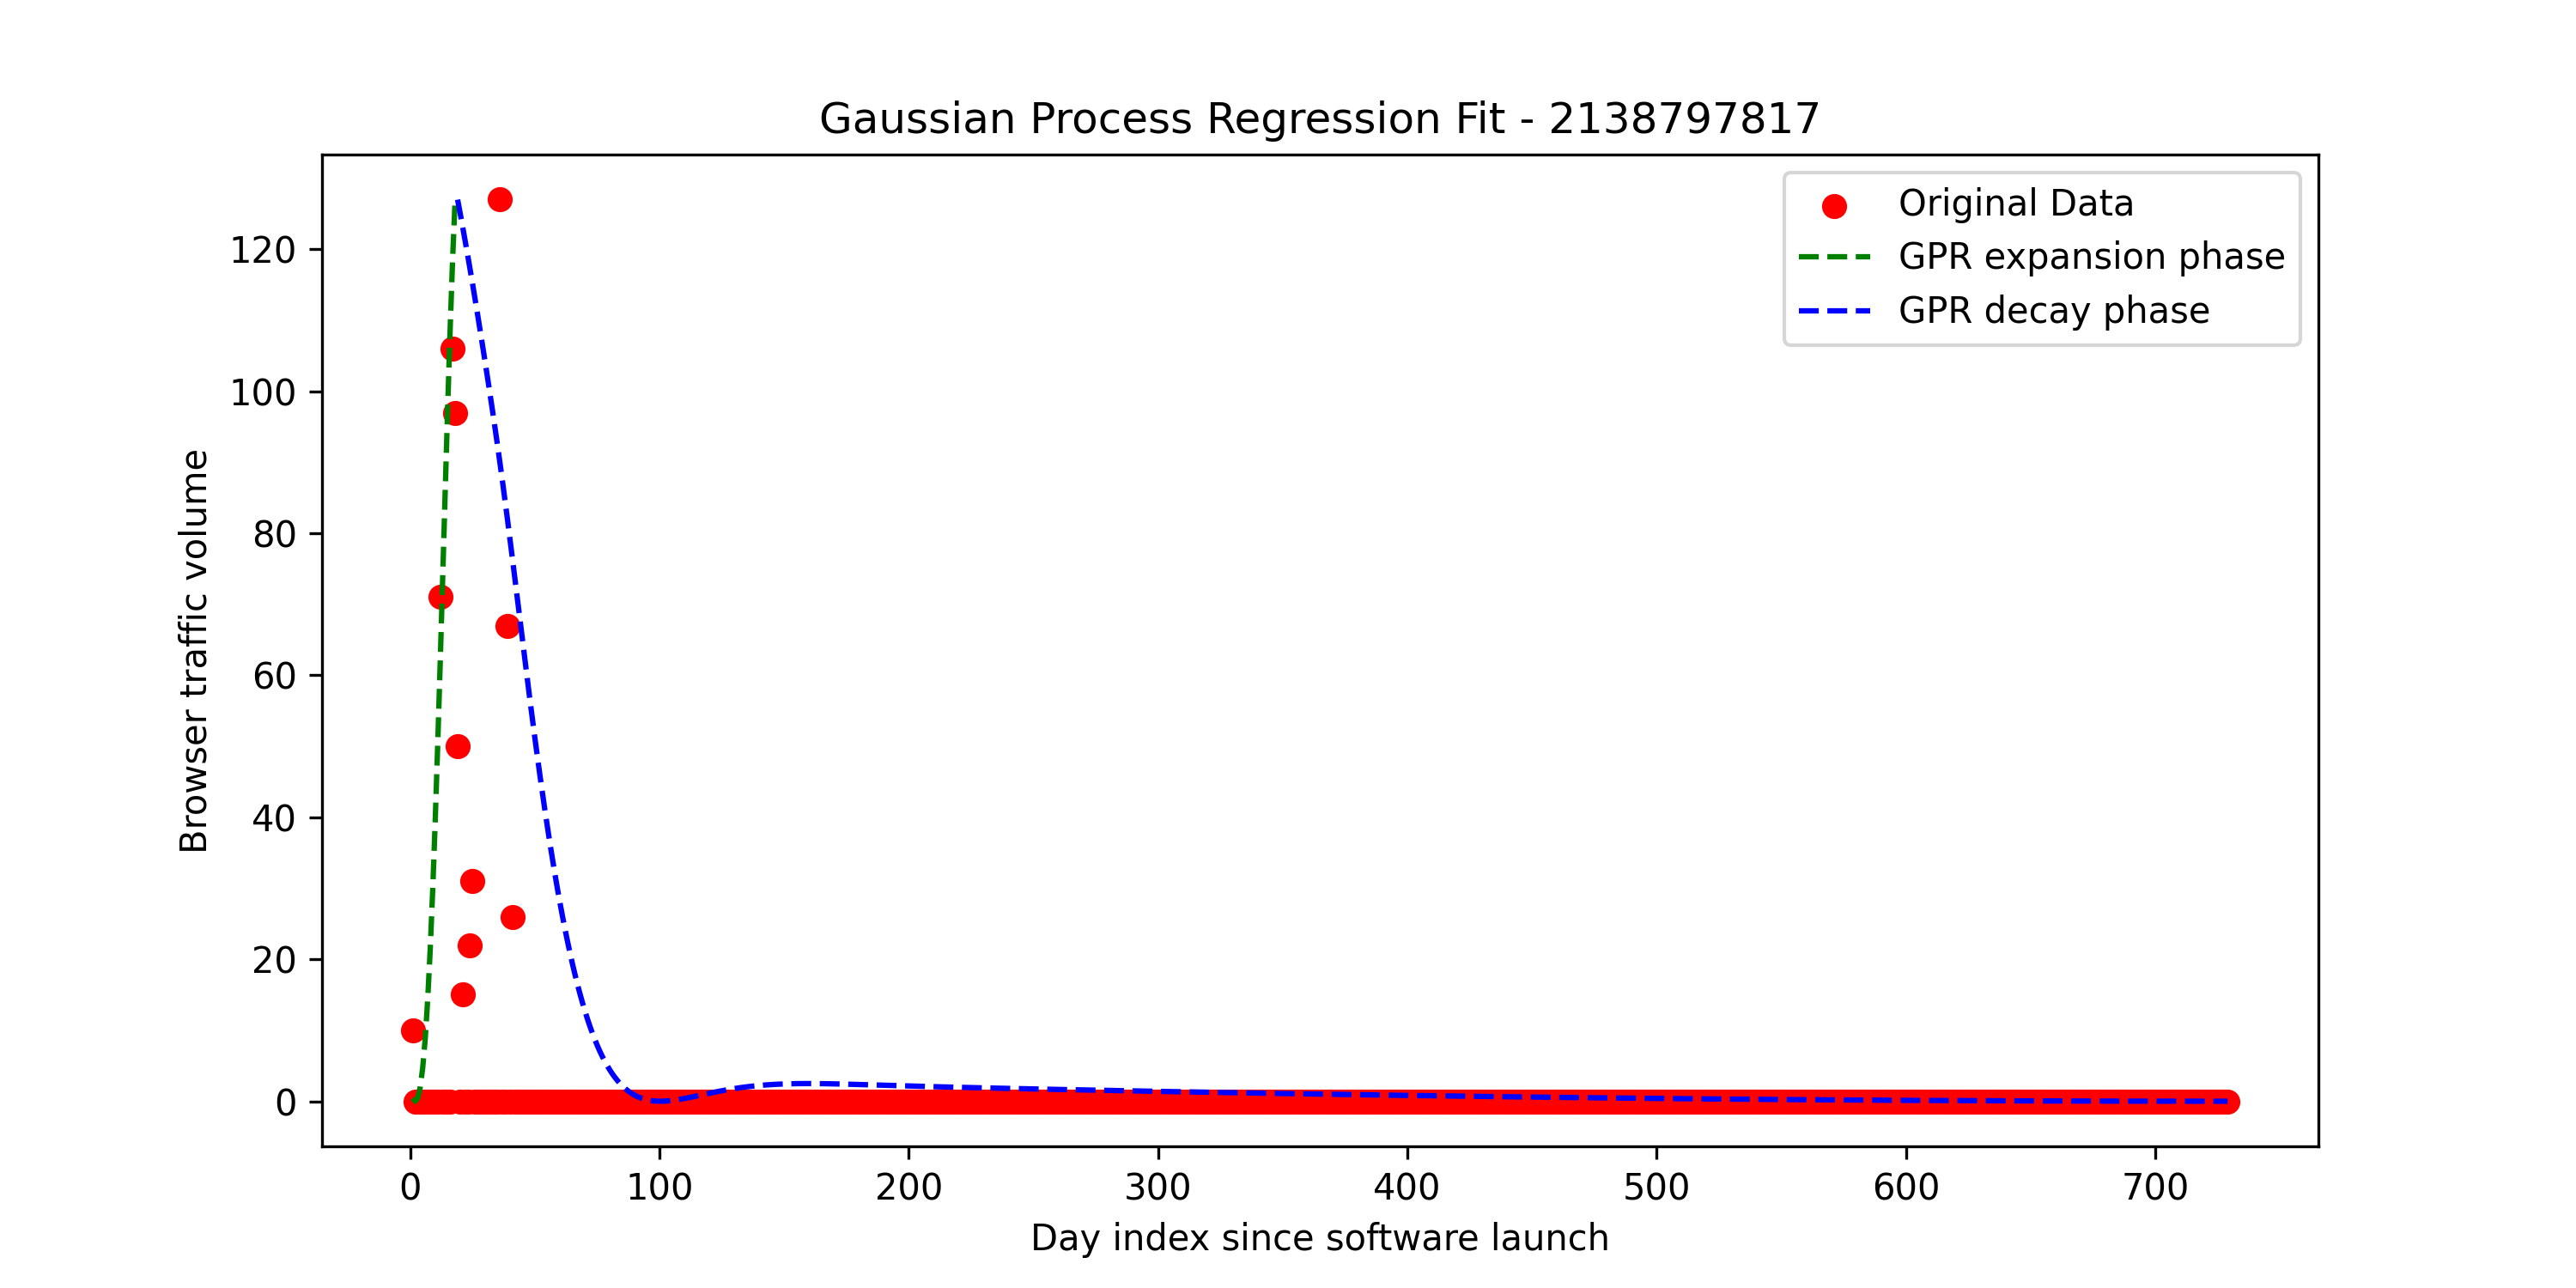 Gaussian Process Regression Fit - 2138797817
Original Data
GPR expansion phase
GPR decay phase
Browser traffic volume
120
100
80
60
40
20
0
0 100 200 300 400 500 600 700
Day index since software launch